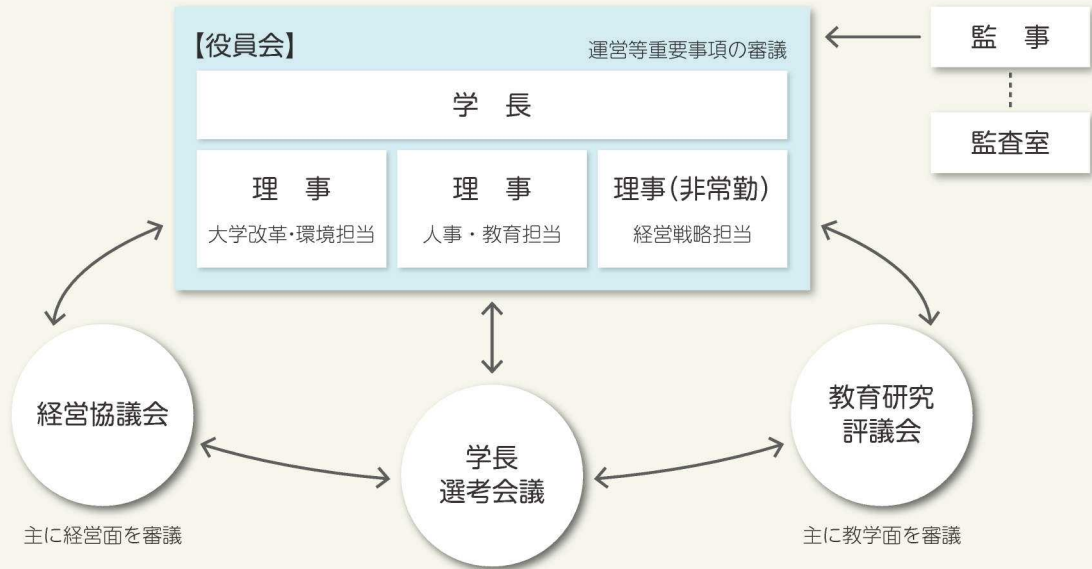 【役員会】
運営等重要事項の審議
学　長
理　事
大学改革・環境担当
理　事
人事・教育担当
理事(非常勤)
経営戦略担当
監　事
監査室
経営協議会
主に経営面を審議
学長
選考会議
教育研究
評議会
主に教学面を審議